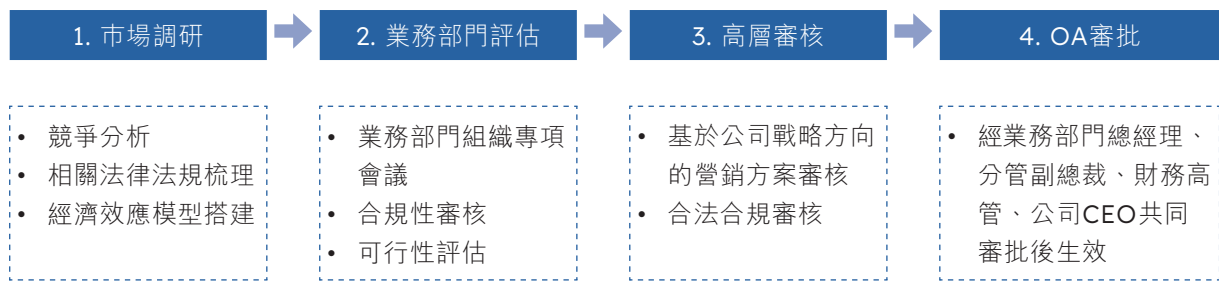 1. 市場調研
2. 業務部門評估
3. 高層審核
4. OA審批
• 競爭分析
• 相關法律法規梳理
• 經濟效應模型搭建
• 業務部門組織專項
會議
• 合規性審核
• 可行性評估
• 基於公司戰略方向
的營銷方案審核
• 合法合規審核
• 經業務部門總經理、
分管副總裁、財務高
管、公司CEO共同
審批後生效